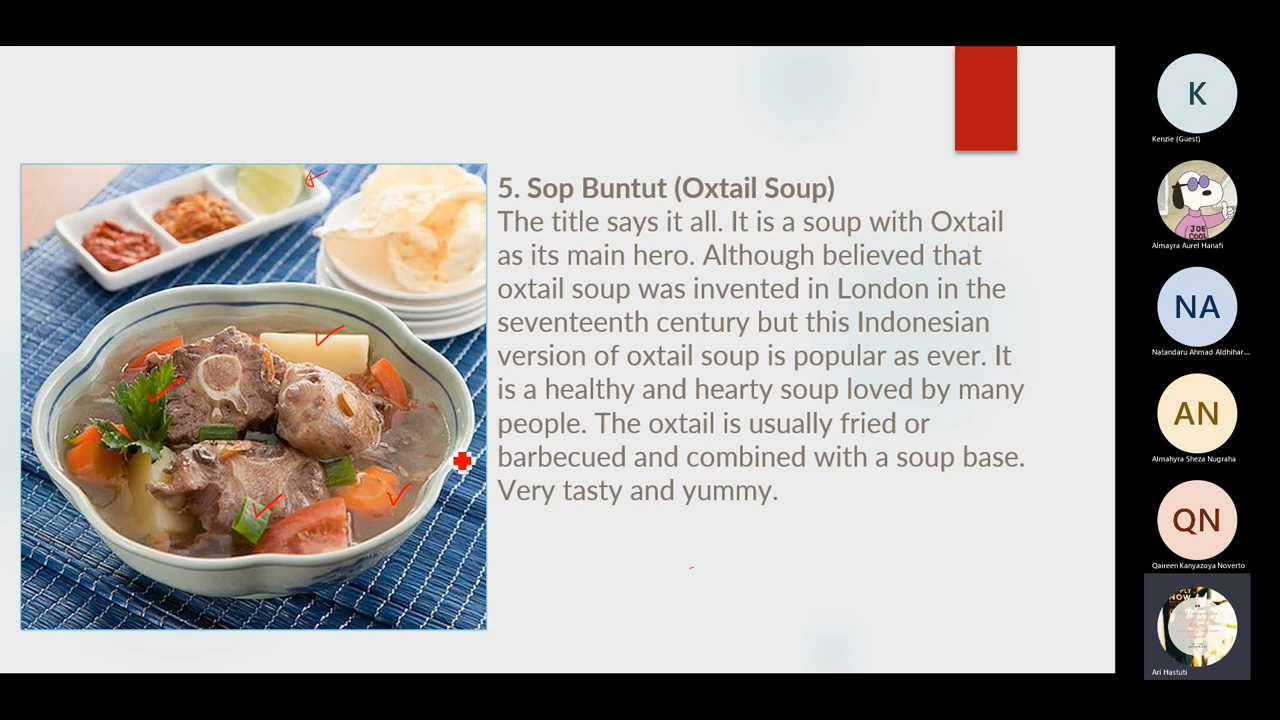 5. Sop Buntut (Oxtail Soup)
The title says it all. It is a soup with Oxtail
as its main hero. Although believed that
oxtail soup was invented in London in the
seventeenth century but this Indonesian
version of oxtail soup is popular as ever. It
is a healthy and hearty soup loved by many
people. The oxtail is usually fried or
barbecued and combined with a soup base.
Very tasty and yummy.
K
Kenzie (Guest)
JOE
COOL
Almayra Aurel Hanafi
NA
Natandaru Ahmad Aldhihar...
AN
Almahyra Sheza Nugraha
QN
Qaireen Kanyazoya Noverto
NOW
Ari Hastuti